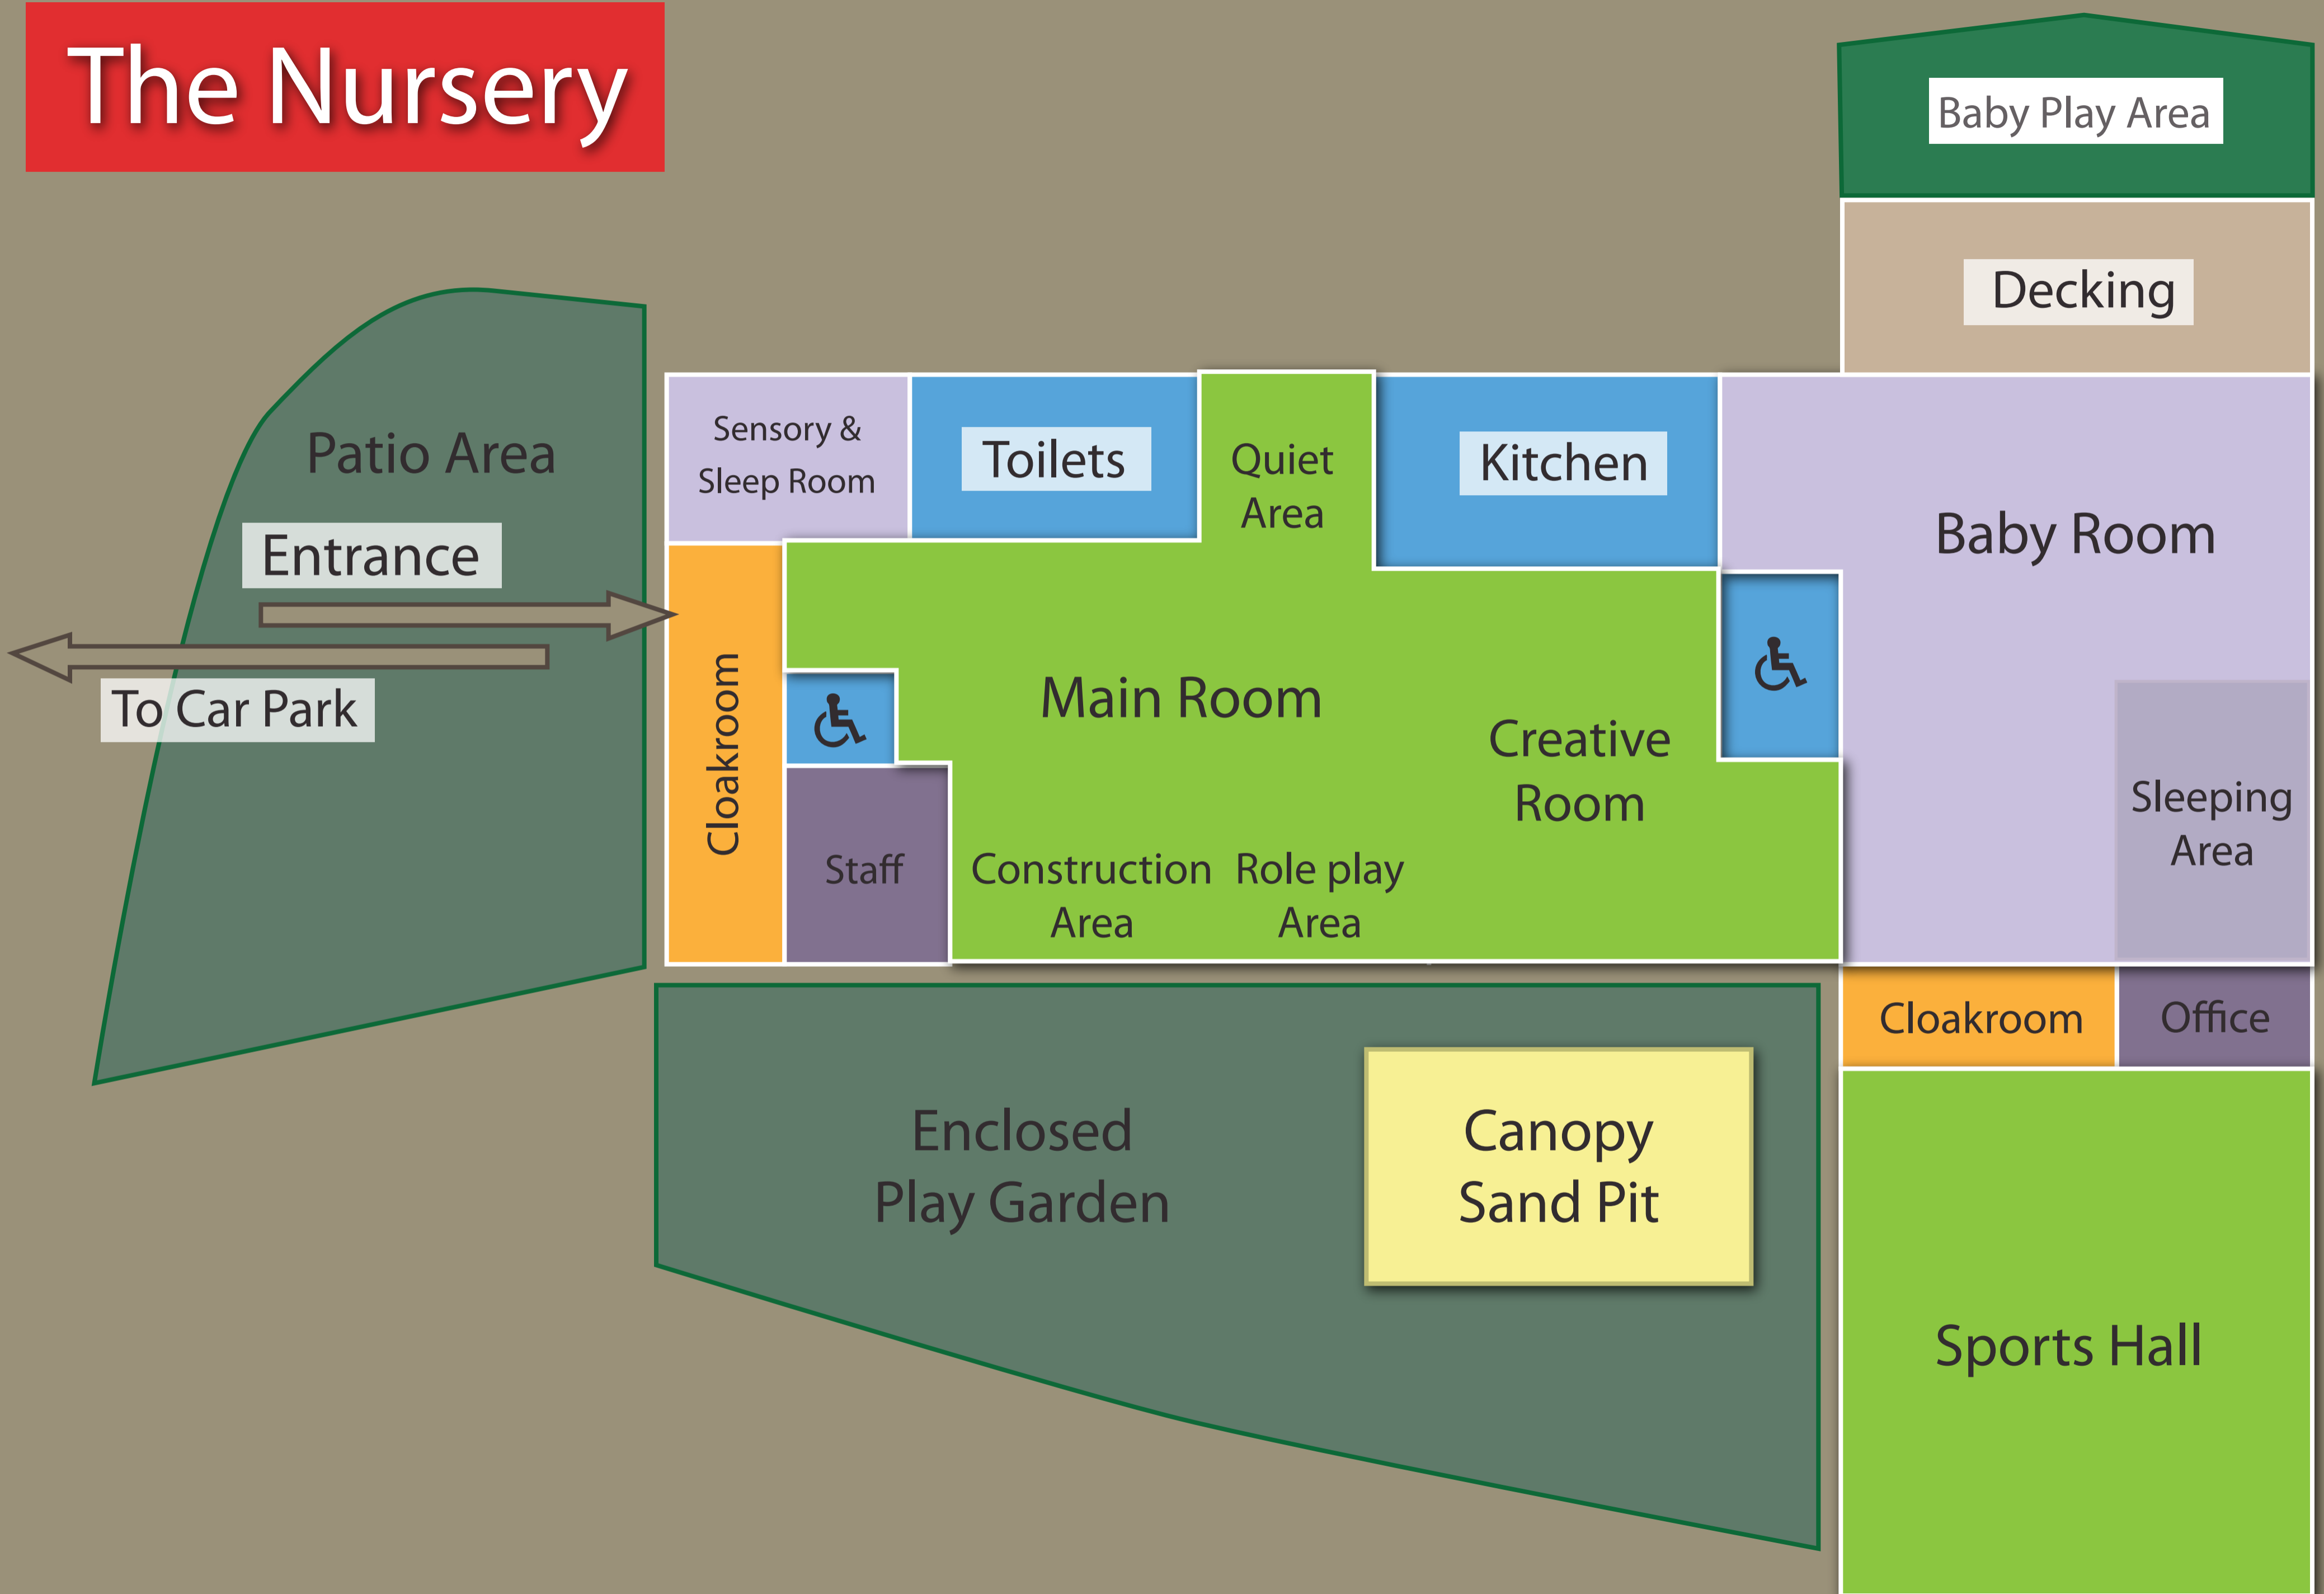 The Nursery
Baby Play Area
Decking
Patio Area
Entrance
To Car Park
Sensory &
Sleep Room
Toilets
Quiet
Area
Kitchen
Baby Room
Cloakroom
Main Room
Creative
Room
Sleeping
Area
Staff
Construction
Area
Role play
Area
Cloakroom
Office
Enclosed
Play Garden
Canopy
Sand Pit
Sports Hall